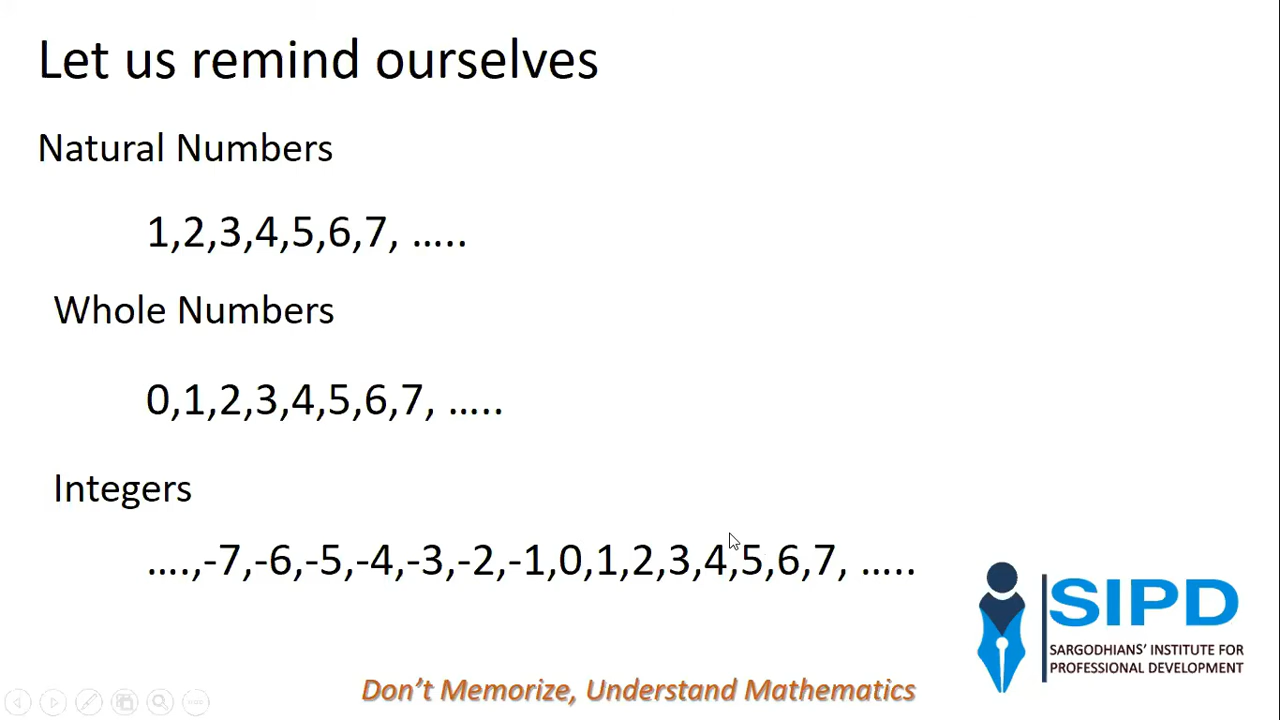 Let us remind ourselves
Natural Numbers
1,2,3,4,5,6,7, .....
Whole Numbers
0,1,2,3,4,5,6,7, .....
Integers
....,-7,-6,-5,-4,-3,-2,-1,0,1,2,3,4,5,6,7, .....
SIPD
SARGODHIANS' INSTITUTE FOR
PROFESSIONAL DEVELOPMENT
Don't Memorize, Understand Mathematics